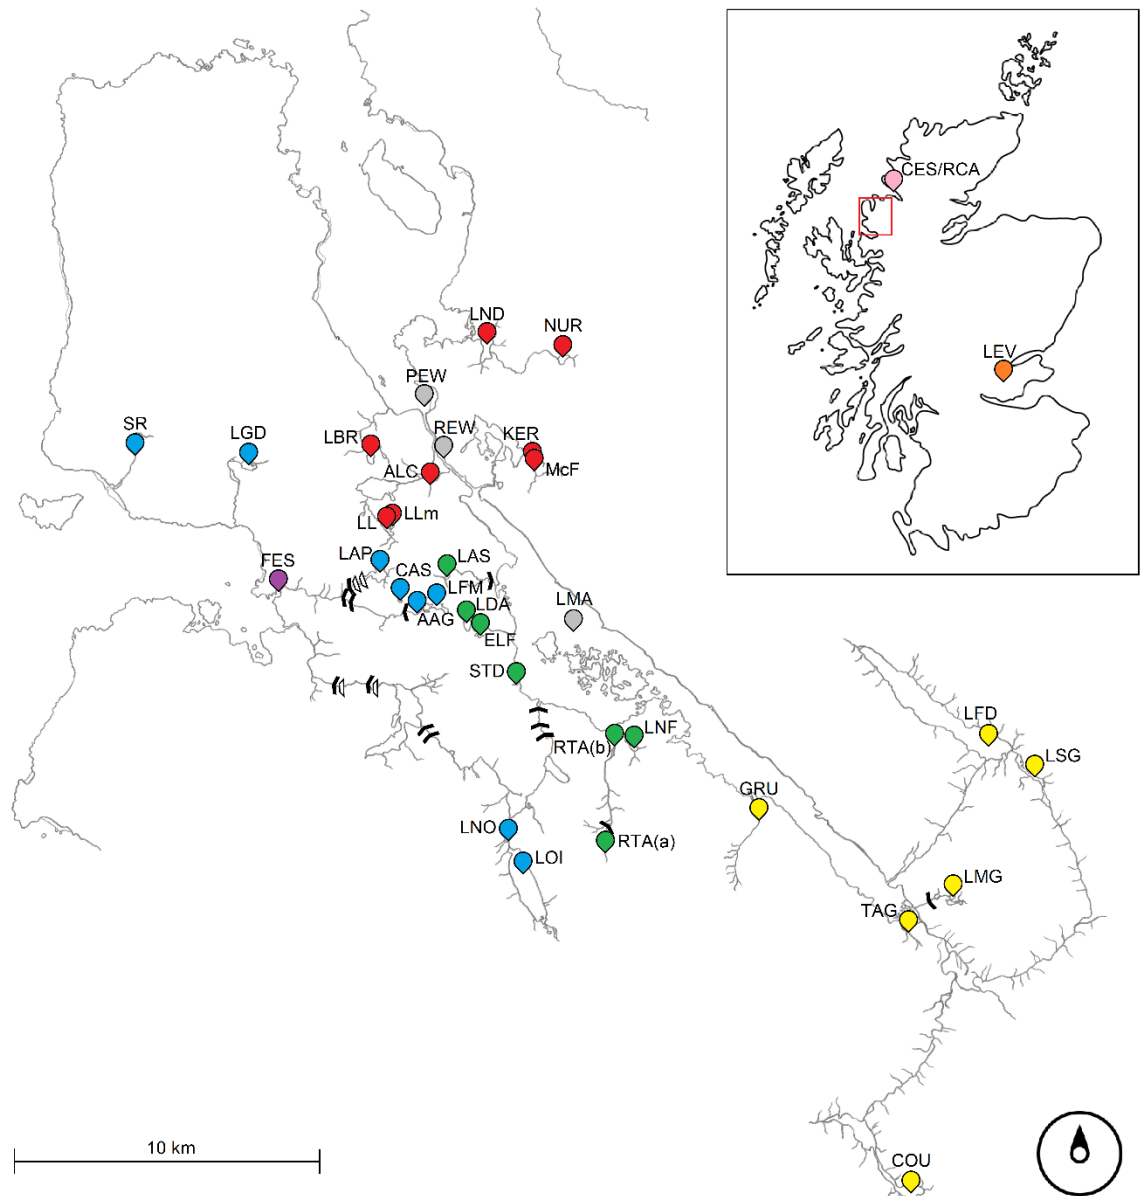 CES/RCA
LEV
LND
NUR
PEW
SR
LGD
LBR
REW
KER
ALC
McF
LL
LLm
FES
LAP
LAS
CAS
LFM
LDA
AAG
ELF
LMA
STD
RTA(b)
LNF
LFD
LSG
GRU
LNO
RTA(a)
LOI
LMG
TAG
10 km
COU